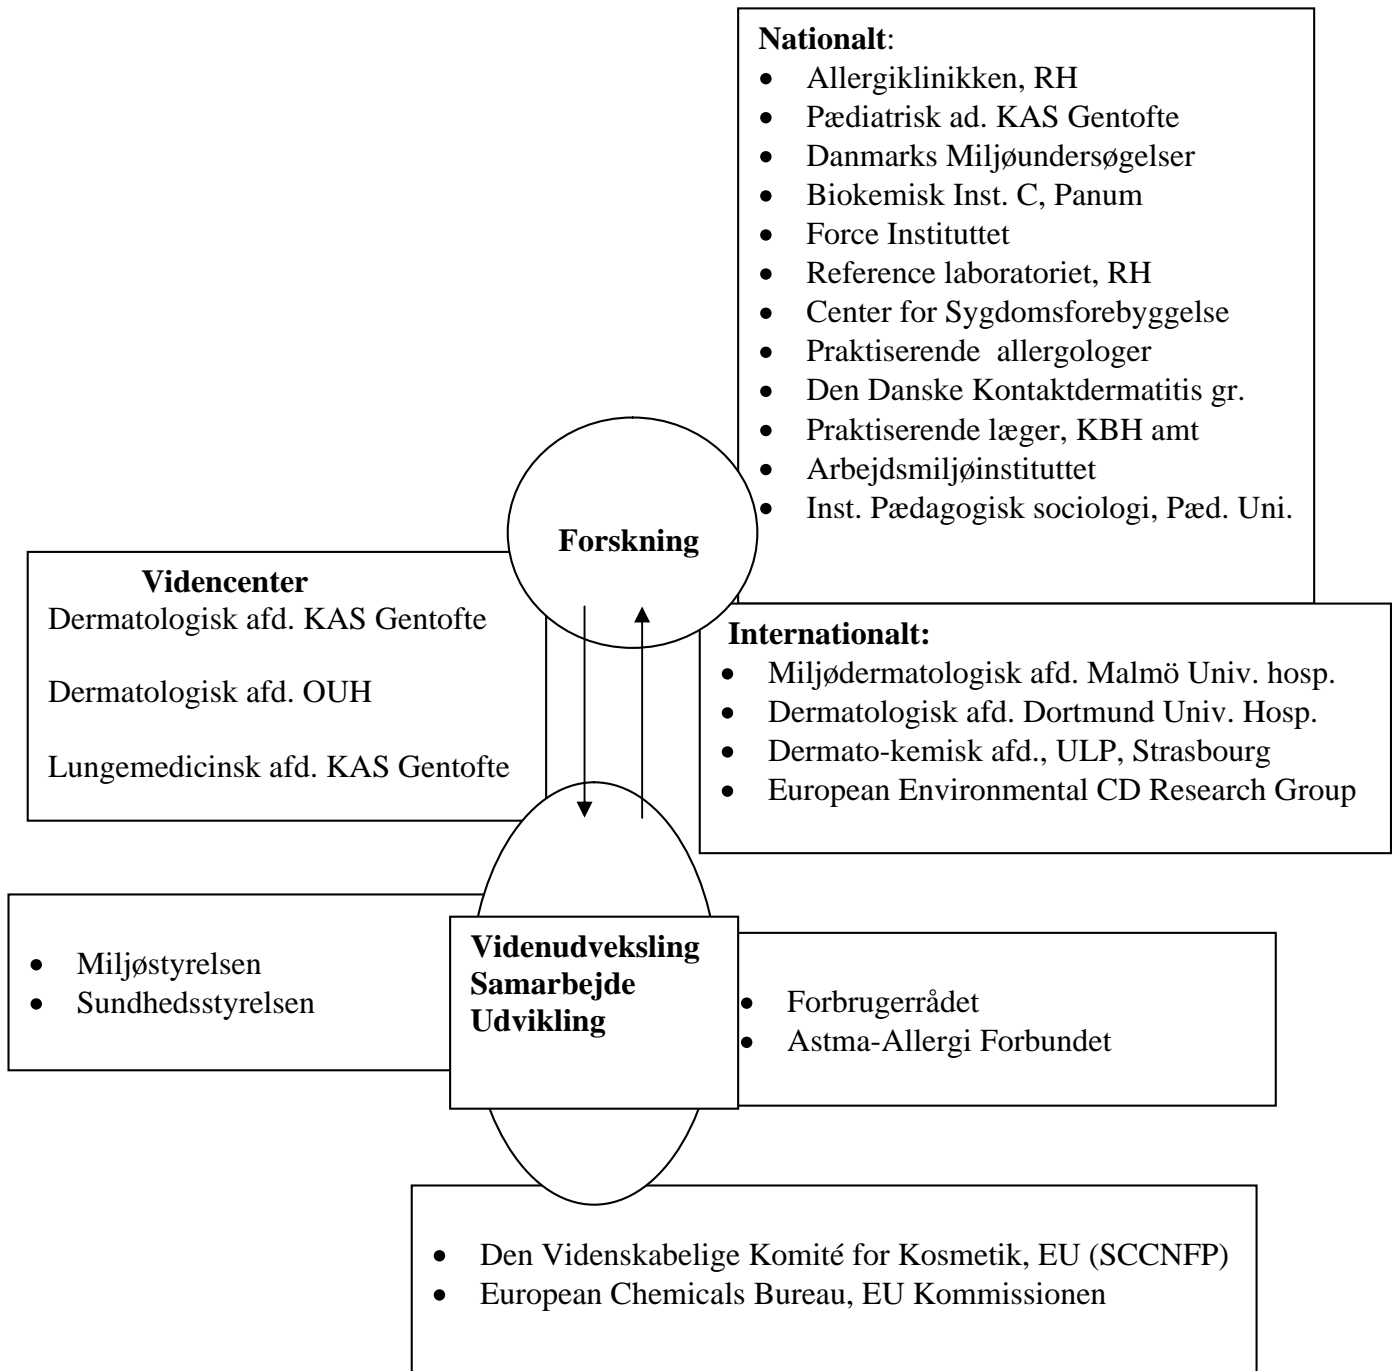 Nationalt:
• Allergiklinikken, RH
• Pædiatrisk ad. KAS Gentofte
• Danmarks Miljøundersøgelser
• Biokemisk Inst. C, Panum
• Force Instituttet
• Reference laboratoriet, RH
• Center for Sygdomsforebyggelse
• Praktiserende allergologer
• Den Danske Kontaktdermatitis gr.
• Praktiserende læger, KBH amt
• Arbejdsmiljøinstituttet
• Inst. Pædagogisk sociologi, Pæd. Uni.
Forskning
Videncenter
Dermatologisk afd. KAS Gentofte
Dermatologisk afd. OUH
Lungemedicinsk afd. KAS Gentofte
Internationalt:
• Miljødermatologisk afd. Malmö Univ. hosp.
• Dermatologisk afd. Dortmund Univ. Hosp.
• Dermato-kemisk afd., ULP, Strasbourg
• European Environmental CD Research Group
• Miljøstyrelsen
• Sundhedsstyrelsen
Videnudveksling
Samarbejde
Udvikling
• Forbrugerrådet
• Astma-Allergi Forbundet
• Den Videnskabelige Komité for Kosmetik, EU (SCCNFP)
• European Chemicals Bureau, EU Kommissionen